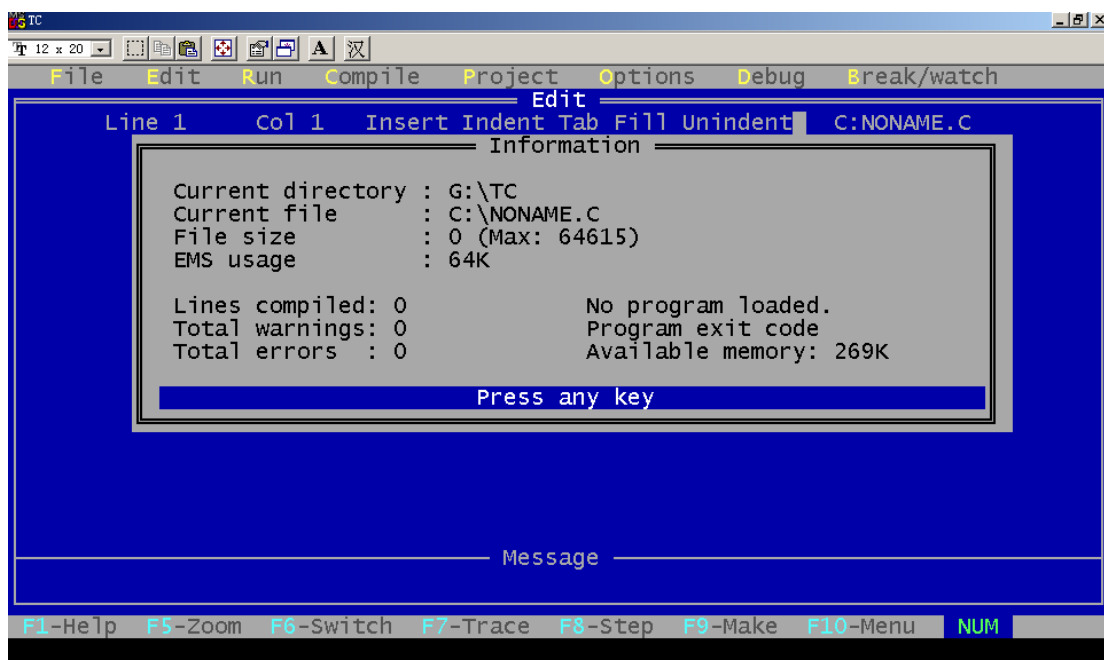 TC
12 x 20 A 汉
File Edit Run Compile Project Options Debug Break/watch
Edit
Line 1 Col 1 Insert Indent Tab Fill Unindent C:NONAME.C
Information
Current directory : G:\TC
Current file : C:\NONAME.C
File size : 0 (Max: 64615)
EMS usage : 64K
Lines compiled: 0 No program loaded.
Total warnings: 0 Program exit code
Total errors : 0 Available memory: 269K
Press any key
Message
F1-Help F5-Zoom F6-Switch F7-Trace F8-Step F9-Make F10-Menu NUM